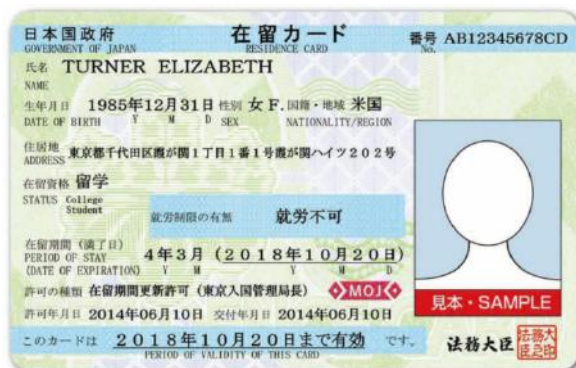 日本国政府 在留カード 番号 AB12345678CD
GOVERNMENT OF JAPAN RESIDENCE CARD No.
氏名 TURNER ELIZABETH
NAME
生年月日 1985年12月31日 性別 女 F. 国籍・地域 米国
DATE OF BIRTH Y M D SEX NATIONALITY/REGION
住居地 東京都千代田区霞が関1丁目1番1号霞が関ハイツ202号
ADDRESS
在留資格 留学
STATUS College
Student
就労制限の有無 就労不可
在留期間(満了日) 4年3月(2018年10月20日)
PERIOD OF STAY
(DATE OF EXPIRATION) Y M Y M D
許可の種類 在留期間更新許可(東京入国管理局長) MOJ
見本・SAMPLE
許可年月日 2014年06月10日 交付年月日 2014年06月10日
このカードは 2018年10月20日まで有効 です。 法務大臣
PERIOD OF VALIDITY OF THIS CARD